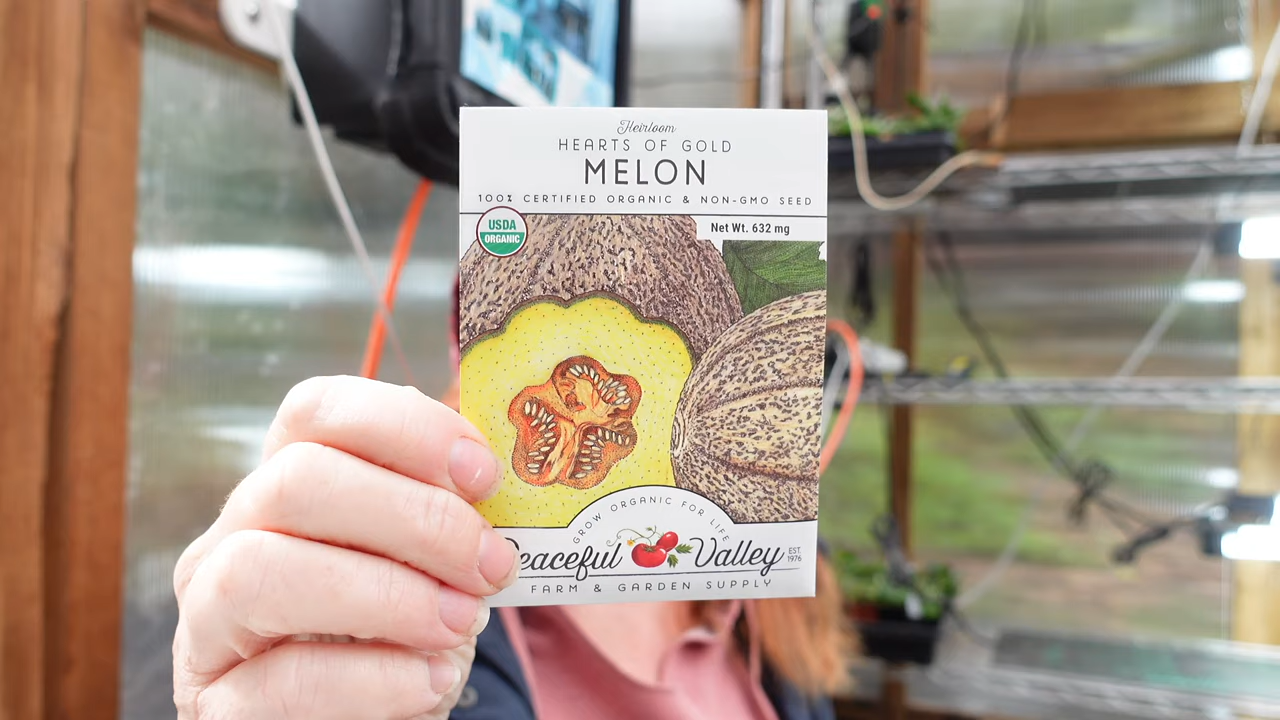 Heirloom
HEARTS OF GOLD
MELON
100% CERTIFIED ORGANIC & NON-GMO SEED
USDA
ORGANIC
Net Wt. 632 mg
GROW ORGANIC FOR LIFE
Peaceful Valley
EST.
1976
FARM & GARDEN SUPPLY